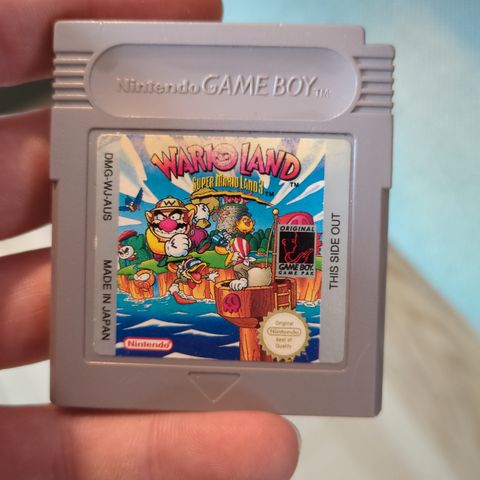 Nintendo GAME BOY TM
WARIO LAND TM
SUPER MARIO LAND 3 TM
DMG-WJ-AUS
MADE IN JAPAN
THIS SIDE OUT
ORIGINAL
GAME BOY
GAME PAK
W
Nintendo
Original
Nintendo
Seal of
Quality